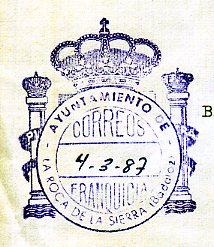 AYUNTAMIENTO DE
CORREOS
4-3-87
FRANQUICIA
LA ROCA DE LA SIERRA (Badajoz)
B